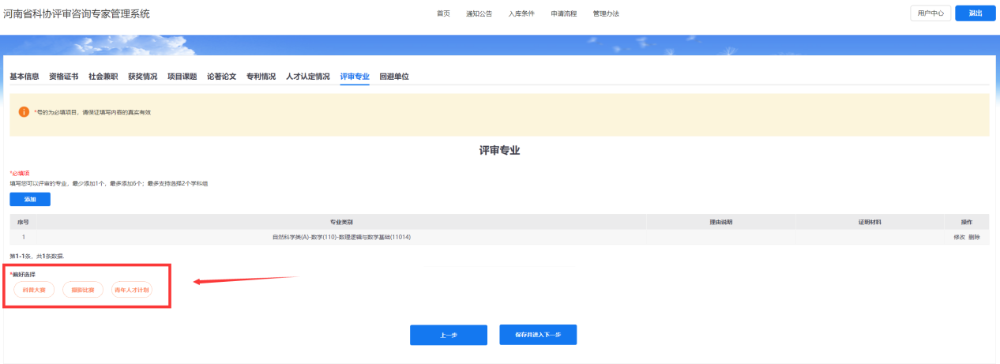 河南省科协评审咨询专家管理系统 首页 通知公告 入库条件 申请流程 管理办法 用户中心 退出
基本信息 资格证书 社会兼职 获奖情况 项目课题 论著论文 专利情况 人才认定情况 评审专业 回避单位
*号的为必填项目，请保证填写内容的真实有效
评审专业
*必填项
填写您可以评审的专业，最少添加1个，最多添加6个；最多支持选择2个学科组
添加
序号 专业类别 理由说明 证明材料 操作
1 自然科学类(A)-数学(110)-数理逻辑与数学基础(11014) 修改 删除
第1-1条，共1条数据.
*偏好选择
科普大赛 摄影比赛 青年人才计划
上一步 保存并进入下一步